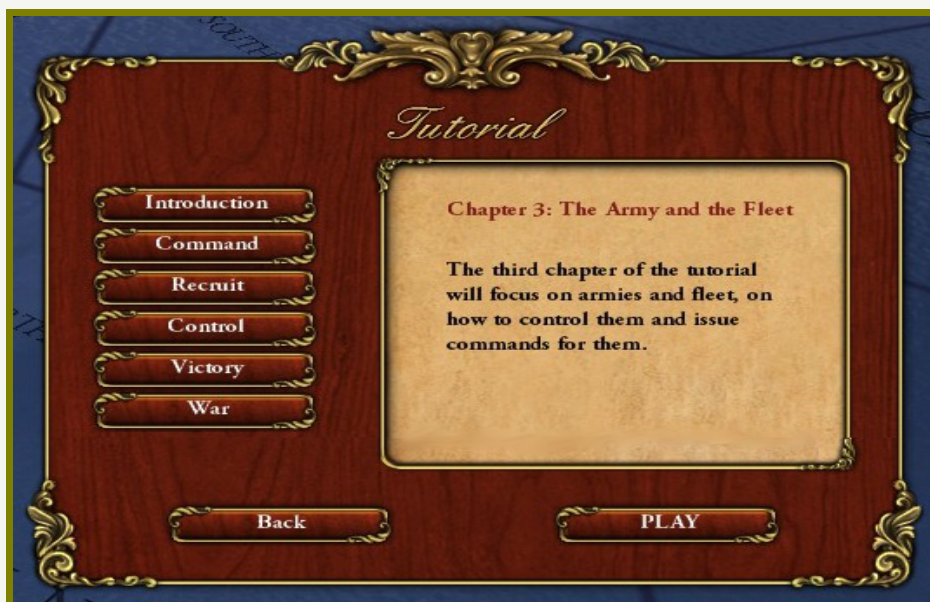 SOUTH
Tutorial
Introduction
Command
Recruit
Control
Victory
War
Chapter 3: The Army and the Fleet
The third chapter of the tutorial
will focus on armies and fleet, on
how to control them and issue
commands for them.
Back
PLAY